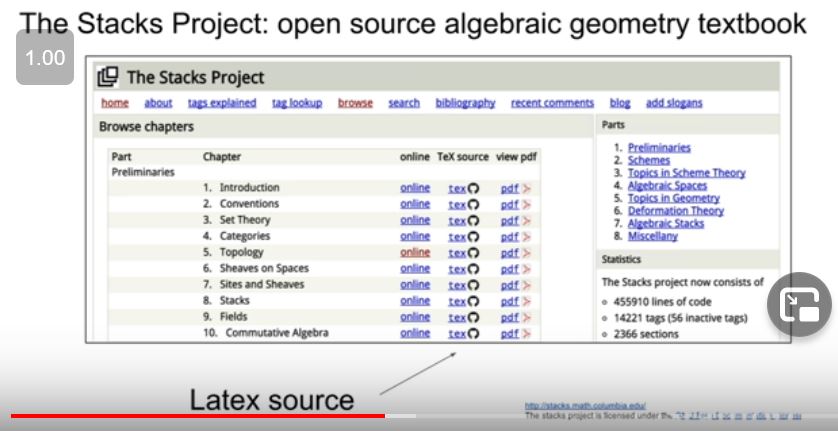 The Stacks Project: open source algebraic geometry textbook
1.00
The Stacks Project
home about tags explained tag lookup browse search bibliography recent comments blog add slogans
Browse chapters
Part Chapter online TeX source view pdf
Preliminaries
1. Introduction online tex pdf
2. Conventions online tex pdf
3. Set Theory online tex pdf
4. Categories online tex pdf
5. Topology online tex pdf
6. Sheaves on Spaces online tex pdf
7. Sites and Sheaves online tex pdf
8. Stacks online tex pdf
9. Fields online tex pdf
10. Commutative Algebra online tex pdf
Parts
1. Preliminaries
2. Schemes
3. Topics in Scheme Theory
4. Algebraic Spaces
5. Topics in Geometry
6. Deformation Theory
7. Algebraic Stacks
8. Miscellany
Statistics
The Stacks project now consists of
455910 lines of code
14221 tags (56 inactive tags)
2366 sections
Latex source
http://stacks.math.columbia.edu/
The stacks project is licensed under the